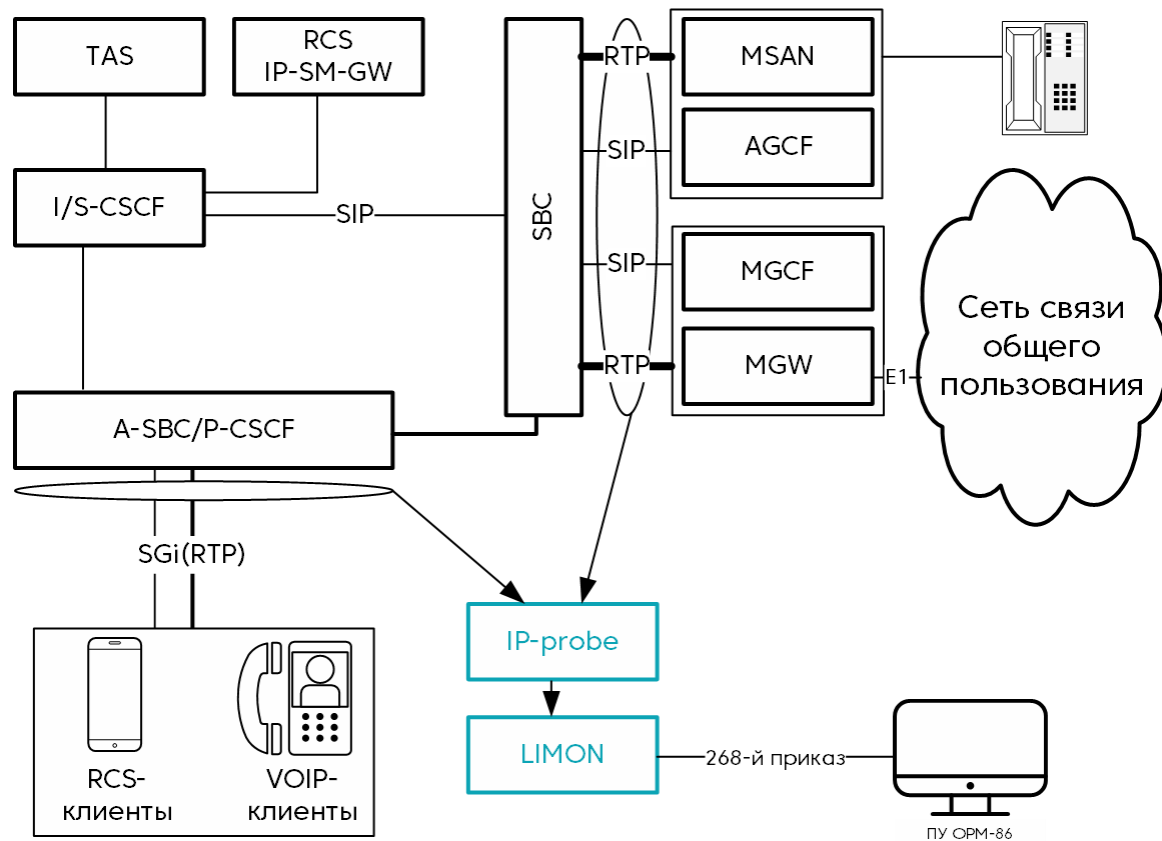 TAS
RCS
IP-SM-GW
I/S-CSCF
SIP
SBC
RTP
MSAN
SIP
AGCF
SIP
MGCF
RTP
MGW
E1
Сеть связи
общего
пользования
A-SBC/P-CSCF
SGi(RTP)
IP-probe
LIMON
268-й приказ
RCS-
клиенты
VOIP-
клиенты
ПУ ОРМ-86